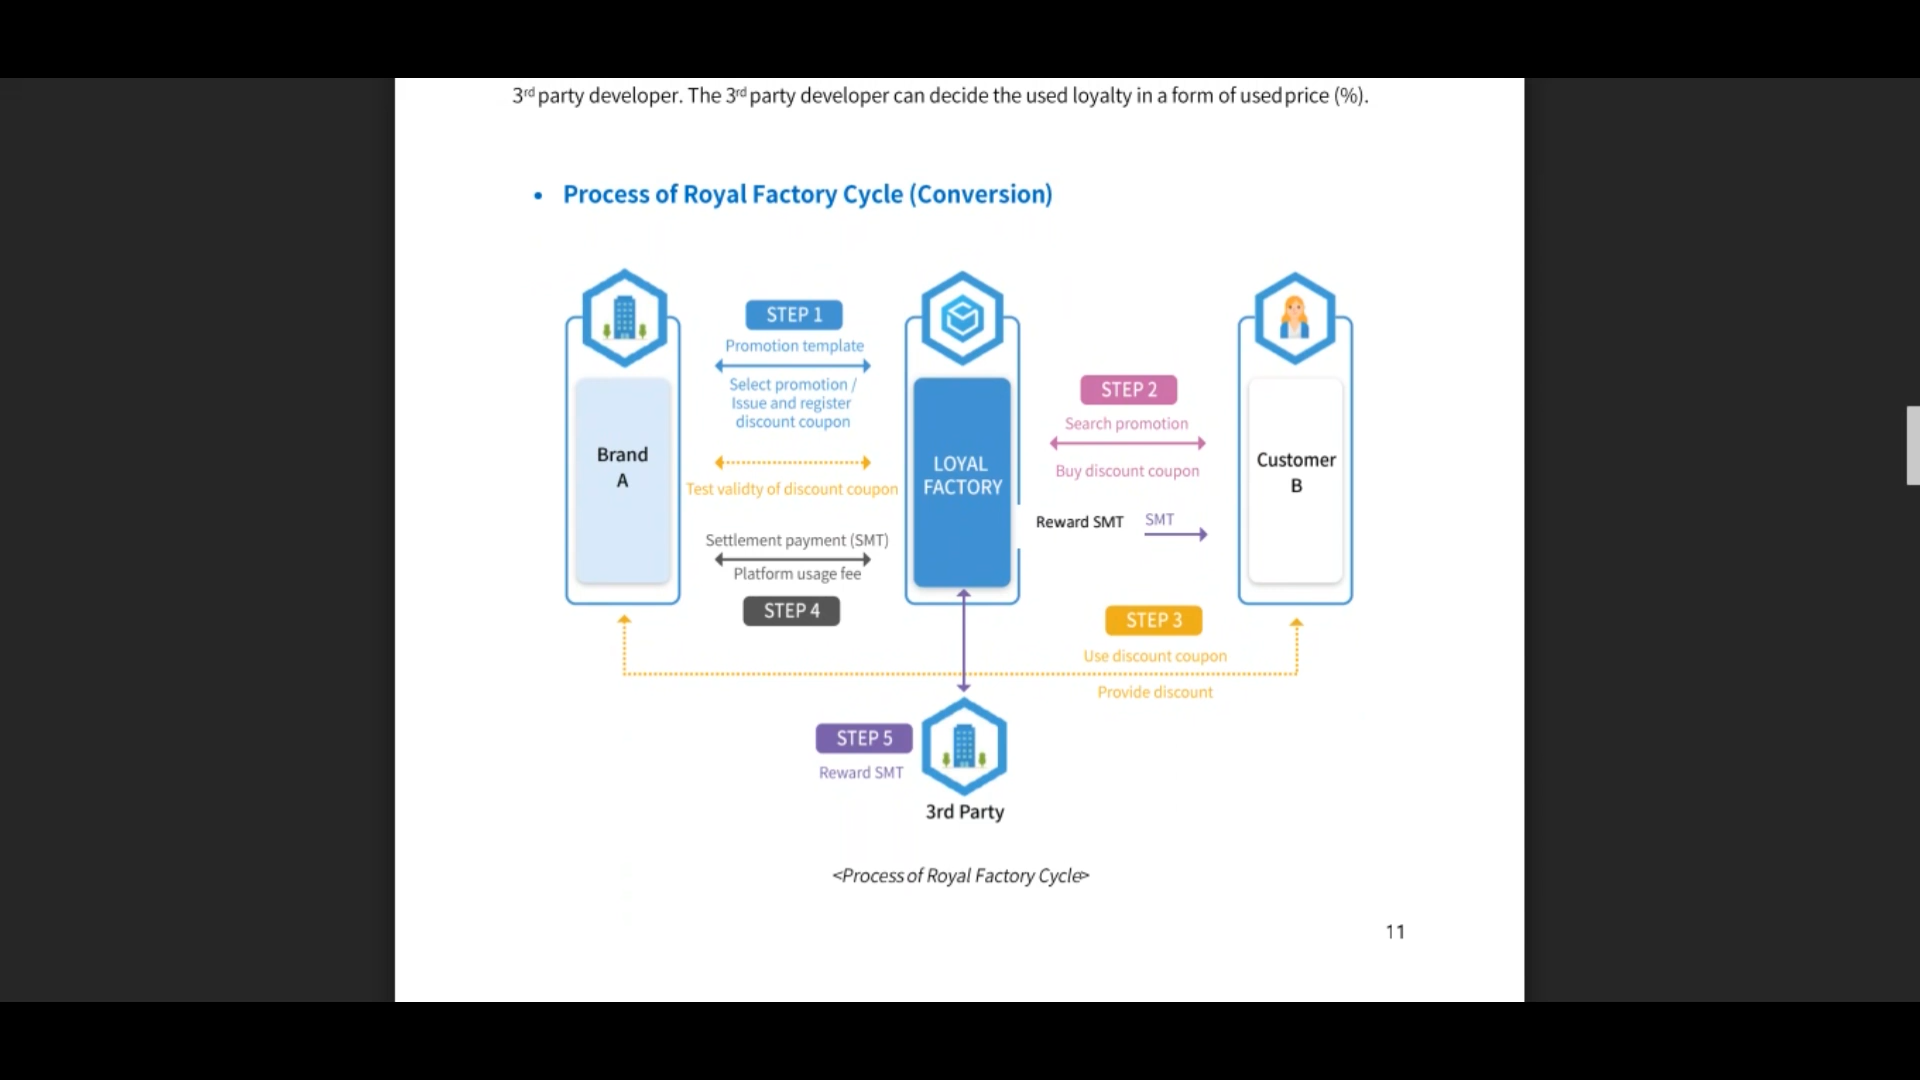 3rd party developer. The 3rd party developer can decide the used loyalty in a form of used price (%).
• Process of Royal Factory Cycle (Conversion)
STEP 1
Promotion template
Select promotion /
Issue and register
discount coupon
Test validty of discount coupon
Settlement payment (SMT)
Platform usage fee
STEP 4
Brand
A
LOYAL
FACTORY
STEP 2
Search promotion
Buy discount coupon
Reward SMT SMT
Customer
B
STEP 3
Use discount coupon
Provide discount
STEP 5
Reward SMT
3rd Party
<Process of Royal Factory Cycle>
11